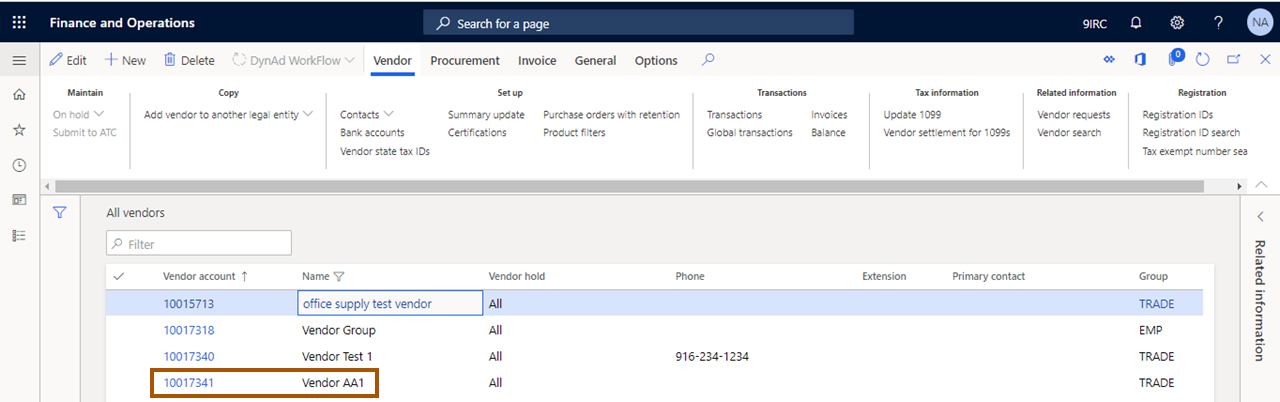 Finance and Operations Search for a page 9IRC ? NA
Edit New Delete DynAd WorkFlow Vendor Procurement Invoice General Options 0
Maintain Copy Set up Transactions Tax information Related information Registration
On hold Add vendor to another legal entity Contacts Summary update Purchase orders with retention Transactions Invoices Update 1099 Vendor requests Registration IDs
Submit to ATC Bank accounts Certifications Product filters Global transactions Balance Vendor settlement for 1099s Vendor search Registration ID search
Vendor state tax IDs Tax exempt number sea
All vendors
Filter
Vendor account Name Vendor hold Phone Extension Primary contact Group
10015713 office supply test vendor All TRADE
10017318 Vendor Group All EMP
10017340 Vendor Test 1 All 916-234-1234 TRADE
10017341 Vendor AA1 All TRADE
Related information